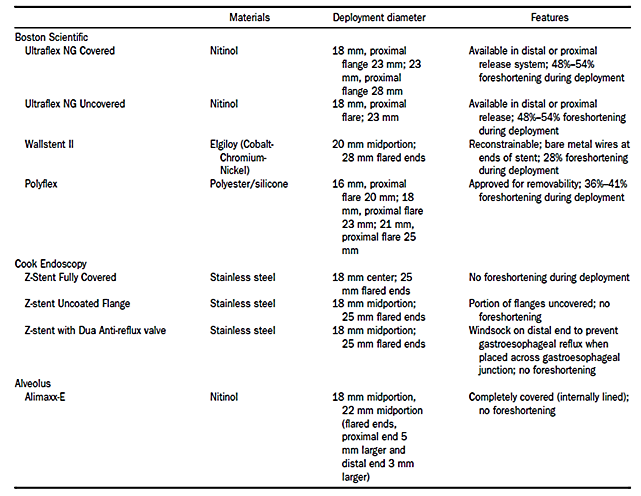 Materials Deployment diameter Features
Boston Scientific
Ultraflex NG Covered Nitinol 18 mm, proximal Available in distal or proximal
flange 23 mm; 23 release system; 48%–54%
mm, proximal foreshortening during deployment
flange 28 mm
Ultraflex NG Uncovered Nitinol 18 mm, proximal Available in distal or proximal
flare; 23 mm release; 48%–54% foreshortening
during deployment
Wallstent II Elgiloy (Cobalt- 20 mm midportion; Reconstrainable; bare metal wires at
Chromium- 28 mm flared ends ends of stent; 28% foreshortening
Nickel) during deployment
Polyflex Polyester/silicone 16 mm, proximal Approved for removability; 36%–41%
flare 20 mm; 18 foreshortening during deployment
mm, proximal flare
23 mm; 21 mm,
proximal flare 25
mm
Cook Endoscopy
Z-Stent Fully Covered Stainless steel 18 mm center; 25 No foreshortening during deployment
mm flared ends
Z-stent Uncoated Flange Stainless steel 18 mm midportion; Portion of flanges uncovered; no
25 mm flared ends foreshortening
Z-stent with Dua Anti-reflux valve Stainless steel 18 mm midportion; Windsock on distal end to prevent
25 mm flared ends gastroesophageal reflux when
placed across gastroesophageal
junction; no foreshortening
Alveolus
Alimaxx-E Nitinol 18 mm midportion, Completely covered (internally lined);
22 mm midportion no foreshortening
(flared ends,
proximal end 5
mm larger and
distal end 3 mm
larger)